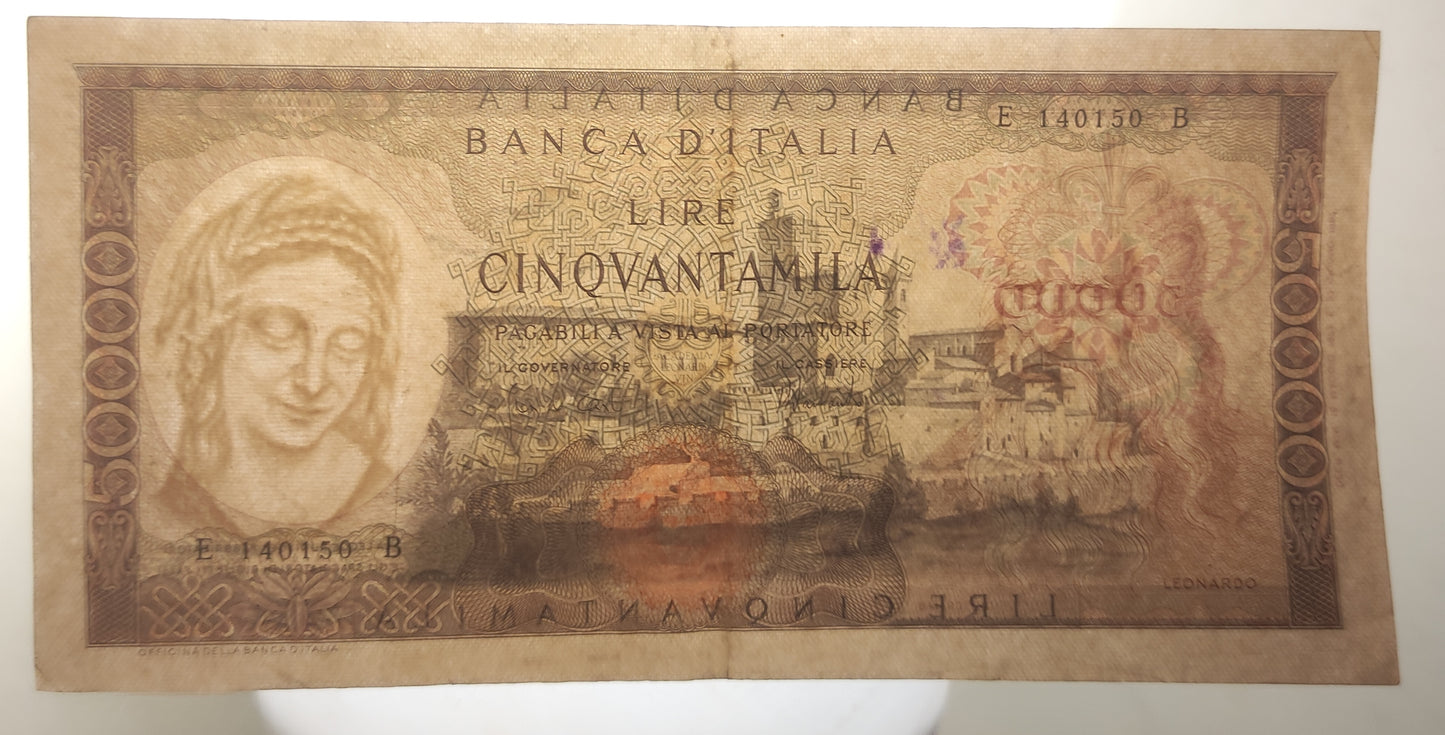 BANCA D'ITALIA
BANCA D'ITALIA
E 140150 B
LIRE
CINQVANTAMILA
PAGABILI A VISTA AL PORTATORE
IL GOVERNATORE
IL CASSIERE
50000
50000
50000
E 140150 B
LEONARDO
LIRE CINQVANTAMILA
OFFICINA DELLA BANCA D'ITALIA